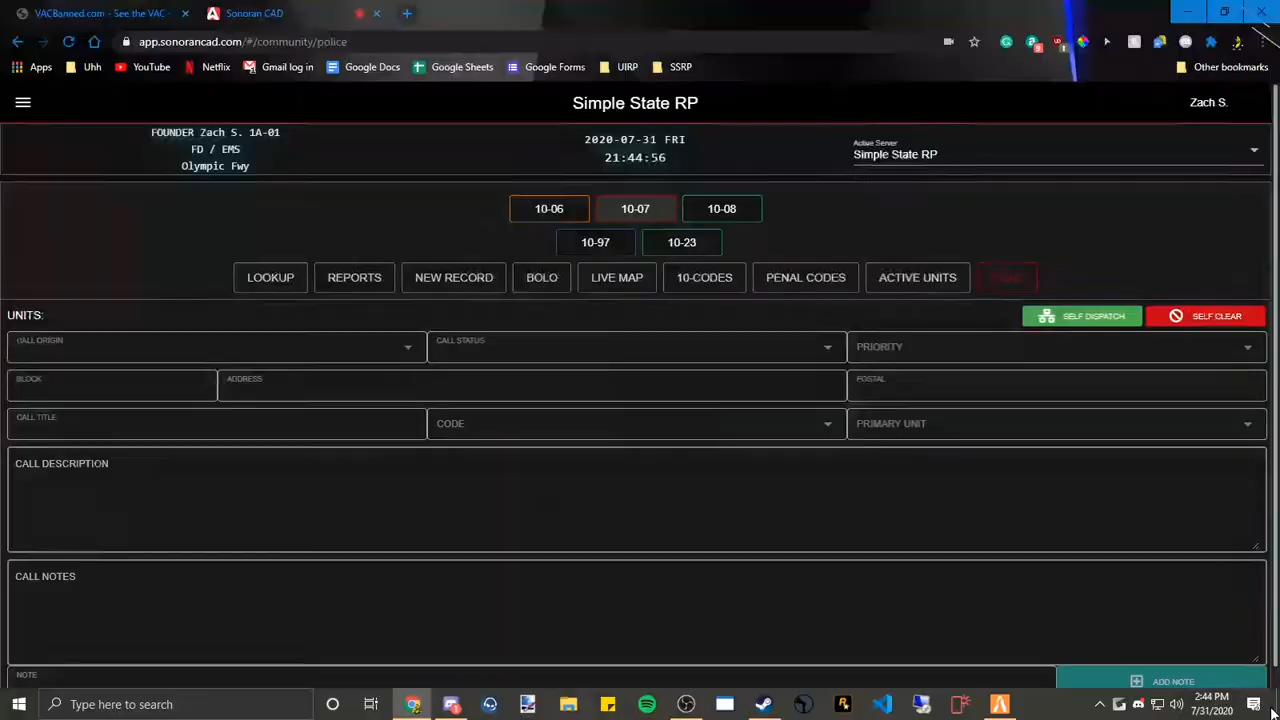 VACBanned.com - See the VAC
Sonoran CAD
app.sonorancad.com/#/community/police
Apps Uhh YouTube Netflix Gmail log in Google Docs Google Sheets Google Forms UIRP SSRP Other bookmarks
Simple State RP
Zach S.
FOUNDER Zach S. 1A-01
FD / EMS
Olympic Fwy
2020-07-31 FRI
21:44:56
Active Server
Simple State RP
10-06 10-07 10-08
10-97 10-23
LOOKUP REPORTS NEW RECORD BOLO LIVE MAP 10-CODES PENAL CODES ACTIVE UNITS
UNITS:
SELF DISPATCH SELF CLEAR
CALL ORIGIN CALL STATUS PRIORITY
BLOCK ADDRESS POSTAL
CALL TITLE CODE PRIMARY UNIT
CALL DESCRIPTION
CALL NOTES
NOTE
ADD NOTE
Type here to search
2:44 PM
7/31/2020